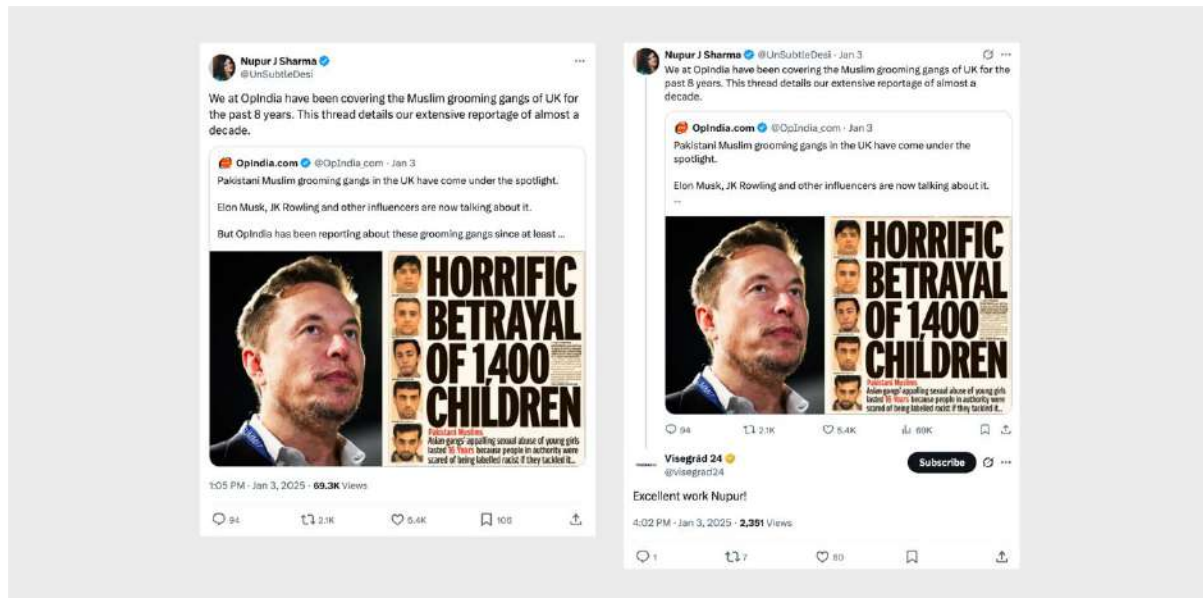 Nupur J Sharma
@UnSubtleDesi
We at OpIndia have been covering the Muslim grooming gangs of UK for
the past 8 years. This thread details our extensive reportage of almost a
decade.
OpIndia.com @OpIndia_com · Jan 3
Pakistani Muslim grooming gangs in the UK have come under the spotlight.
Elon Musk, JK Rowling and other influencers are now talking about it.
But OpIndia has been reporting about these grooming gangs since at least ...
HORRIFIC
BETRAYAL
OF 1,400
CHILDREN
Pakistani Muslims
Asian gangs' appalling sexual abuse of young girls
lasted 16 Years because people in authority were
scared of being labelled racist if they tackled it...
1:05 PM · Jan 3, 2025 · 69.3K Views
94 2.1K 5.4K 106
Nupur J Sharma @UnSubtleDesi · Jan 3
We at OpIndia have been covering the Muslim grooming gangs of UK for the
past 8 years. This thread details our extensive reportage of almost a
decade.
OpIndia.com @OpIndia_com · Jan 3
Pakistani Muslim grooming gangs in the UK have come under the
spotlight.
Elon Musk, JK Rowling and other influencers are now talking about it.
...
HORRIFIC
BETRAYAL
OF 1,400
CHILDREN
Pakistani Muslims
Asian gangs' appalling sexual abuse of young girls
lasted 16 Years because people in authority were
scared of being labelled racist if they tackled it...
94 2.1K 5.4K 69K
Visegrád 24
@visegrad24
Subscribe
Excellent work Nupur!
4:02 PM · Jan 3, 2025 · 2,351 Views
1 7 80